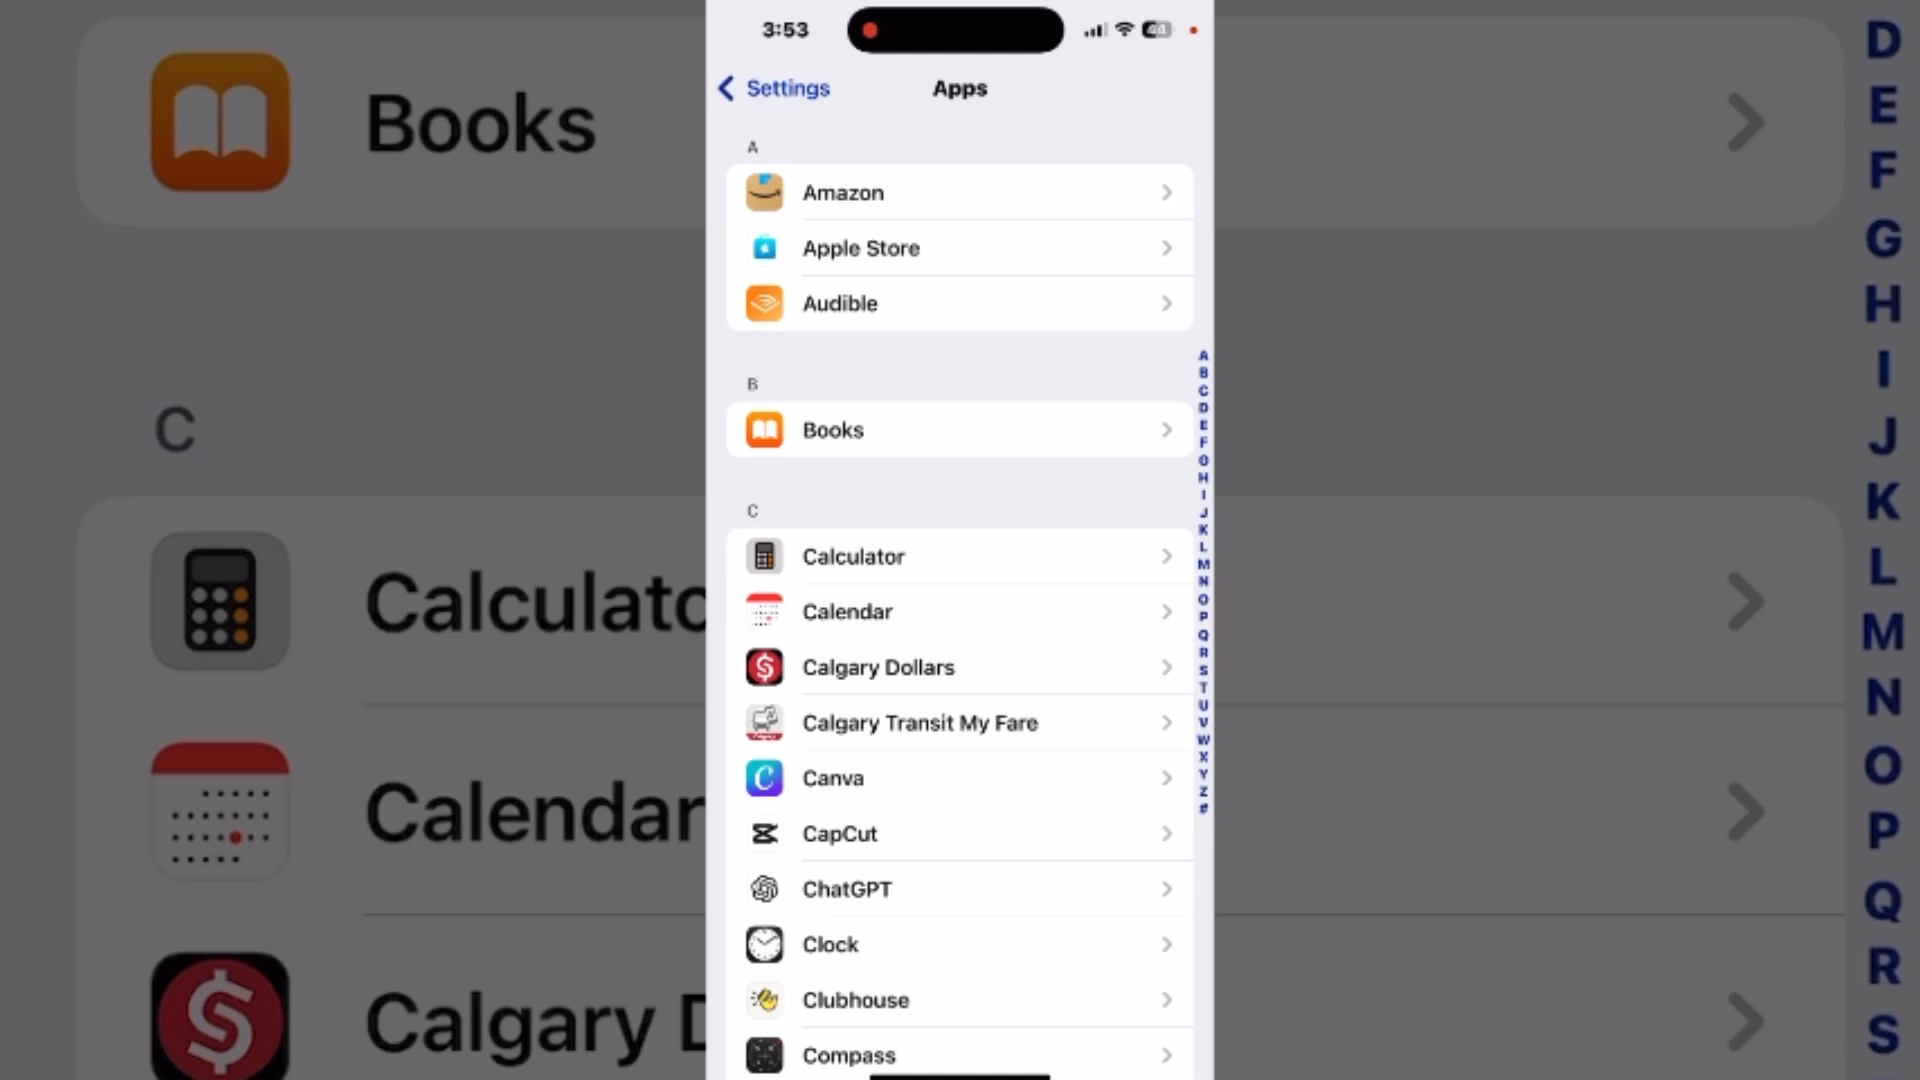 3:53
44
Settings
Apps
A
Amazon
Apple Store
Audible
B
Books
C
Calculator
Calendar
Calgary Dollars
Calgary Transit My Fare
Canva
CapCut
ChatGPT
Clock
Clubhouse
Compass
A
B
C
D
E
F
G
H
I
J
K
L
M
N
O
P
Q
R
S
T
U
V
W
X
Y
Z
#
Books
C
Calculato
Calendar
Calgary D
D
E
F
G
H
I
J
K
L
M
N
O
P
Q
R
S